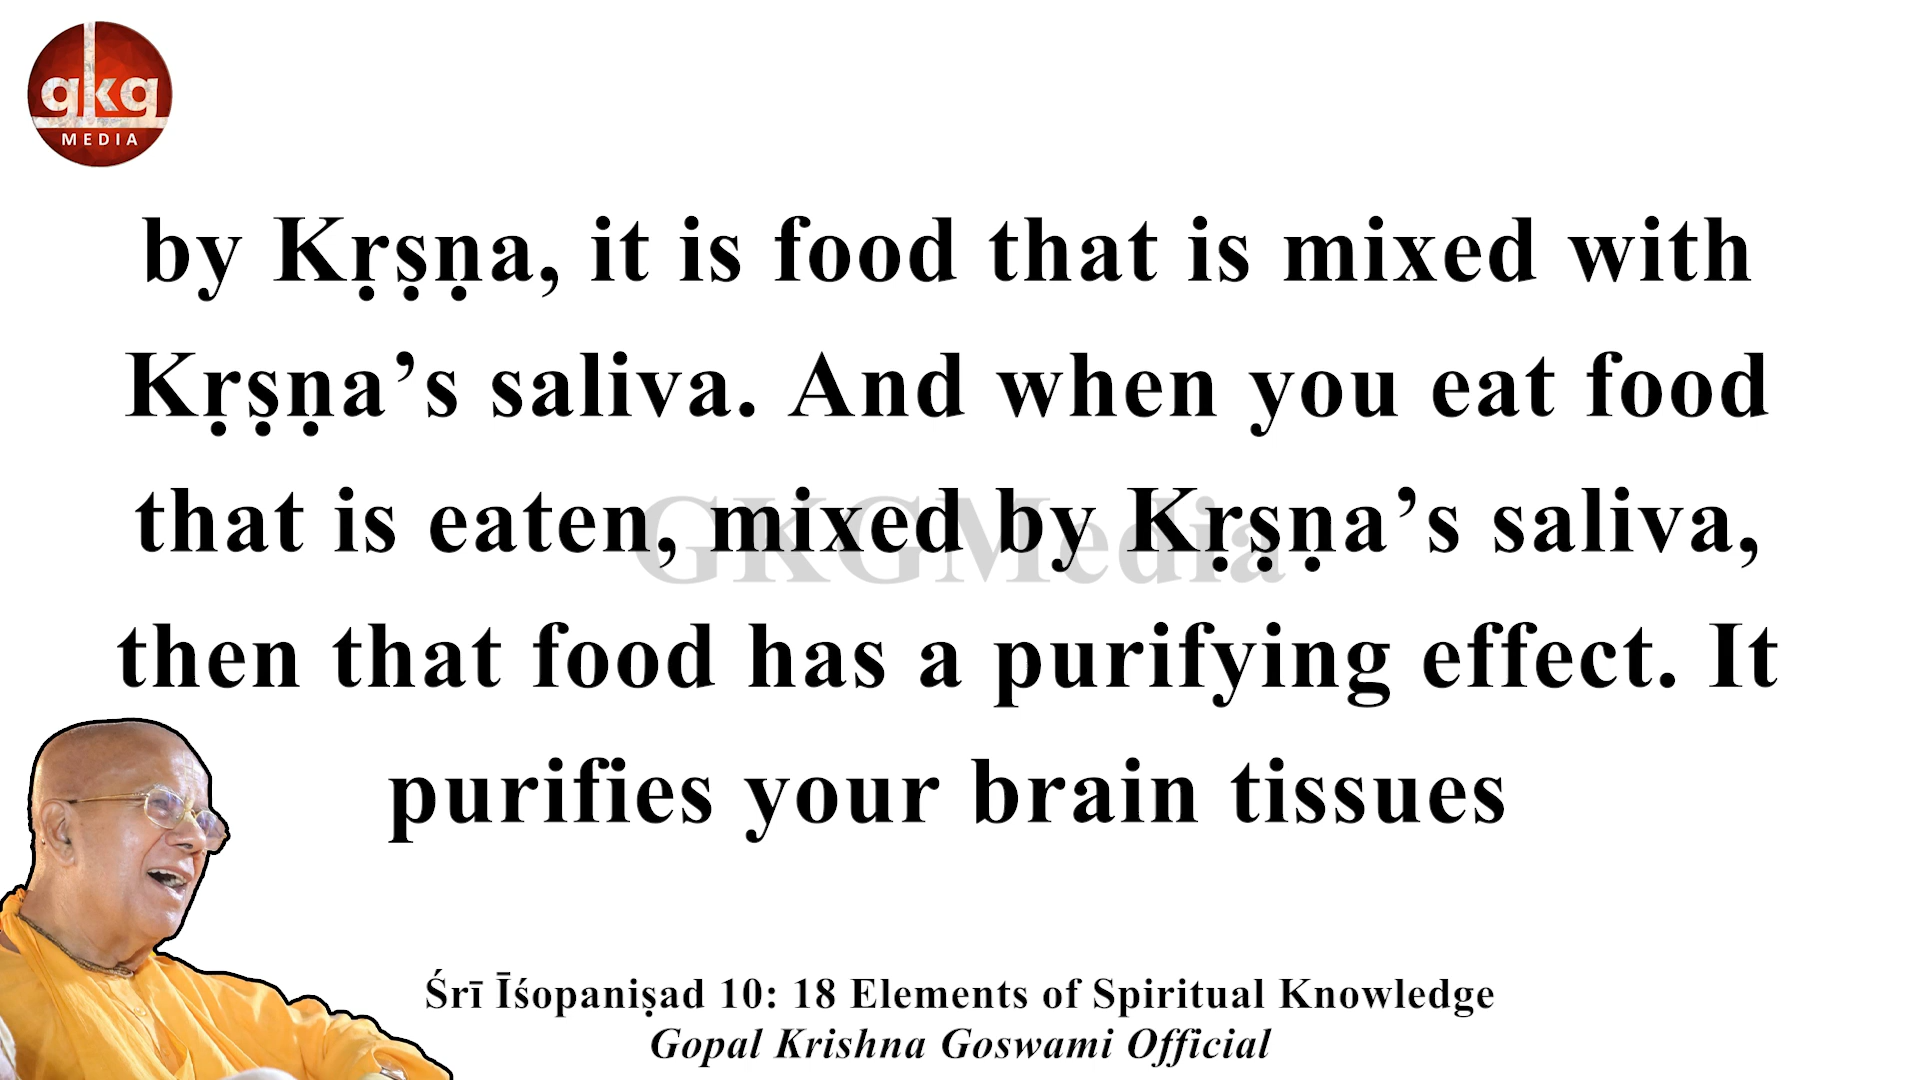 gkg
MEDIA
by Kṛṣṇa, it is food that is mixed with
Kṛṣṇa’s saliva. And when you eat food
that is eaten, mixed by Kṛṣṇa’s saliva,
GKGMedia
then that food has a purifying effect. It
purifies your brain tissues
Śrī Īśopaniṣad 10: 18 Elements of Spiritual Knowledge
Gopal Krishna Goswami Official